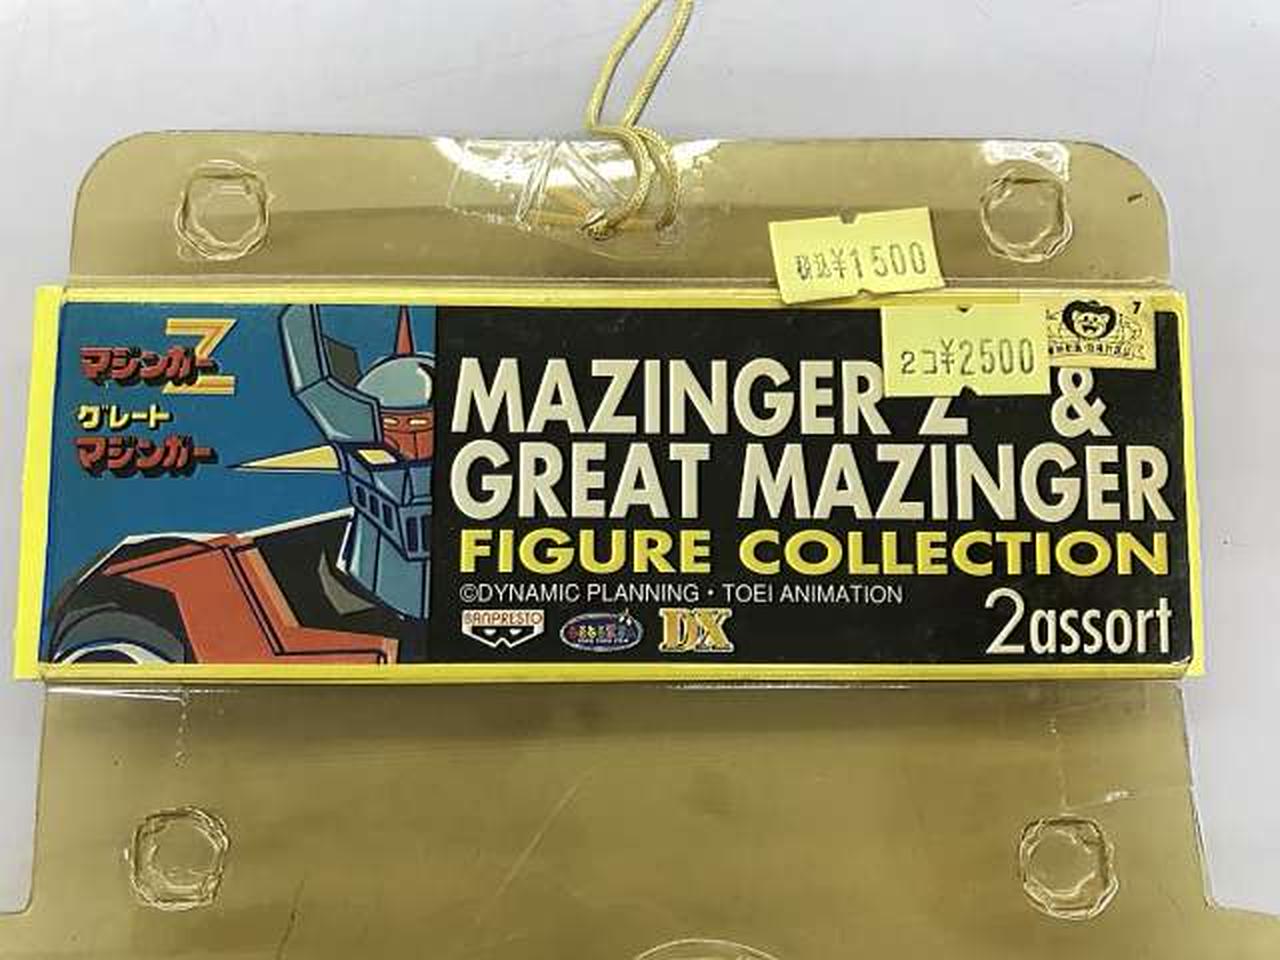 税込¥1500
2コ¥2500
7
マジンガーZ
グレート
マジンガー
MAZINGER Z &
GREAT MAZINGER
FIGURE COLLECTION
©DYNAMIC PLANNING・TOEI ANIMATION
BANPRESTO
DX
2assort